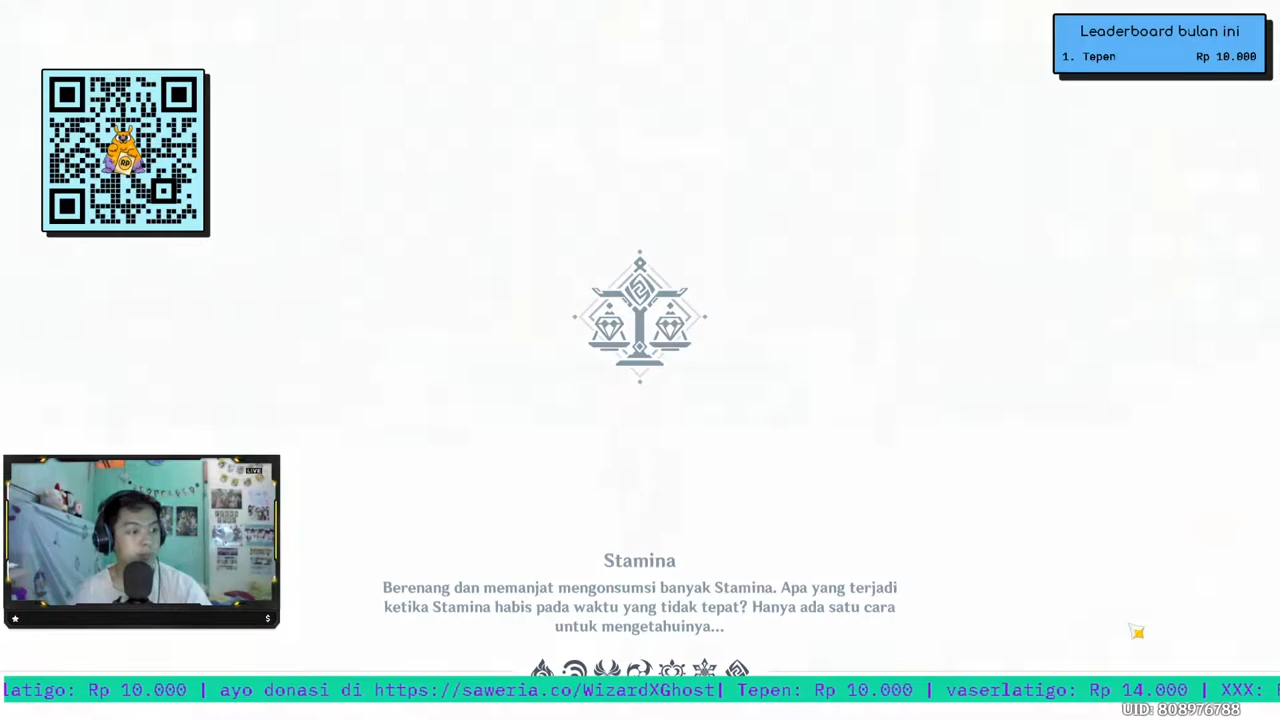 Leaderboard bulan ini
1. Tepen Rp 10.000
RP
LIVE
Stamina
Berenang dan memanjat mengonsumsi banyak Stamina. Apa yang terjadi
ketika Stamina habis pada waktu yang tidak tepat? Hanya ada satu cara
untuk mengetahuinya...
latigo: Rp 10.000 | ayo donasi di https://saweria.co/WizardXGhost| Tepen: Rp 10.000 | vaserlatigo: Rp 14.000 | XXX:
UID: 808976788